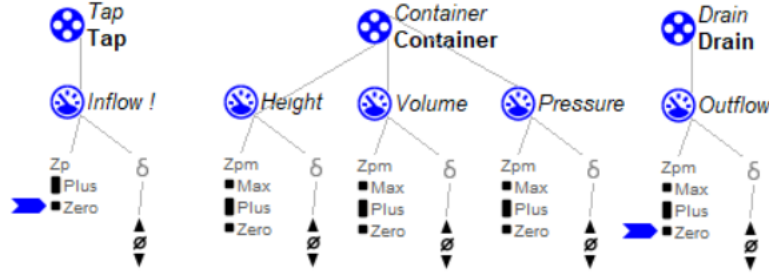 Tap
Tap
Container
Container
Drain
Drain
Inflow !
Height
Volume
Pressure
Outflow
Zp δ
Plus
Zero
ø
Zpm δ
Max
Plus
Zero
ø
Zpm δ
Max
Plus
Zero
ø
Zpm δ
Max
Plus
Zero
ø
Zpm δ
Max
Plus
Zero
ø